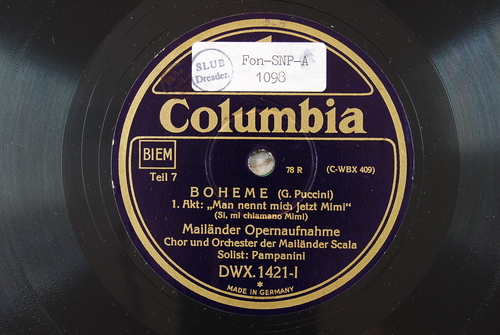 SLUB
Dresden
Fon-SNP-A
1098
Columbia
BIEM
Teil 7
78 R
(C-WBX 409)
BOHEME (G. Puccini)
1. Akt: „Man nennt mich jetzt Mimi“
(Si, mi chiamano Mimi)
Mailänder Opernaufnahme
Chor und Orchester der Mailänder Scala
Solist: Pampanini
DWX.1421-I
*
MADE IN GERMANY